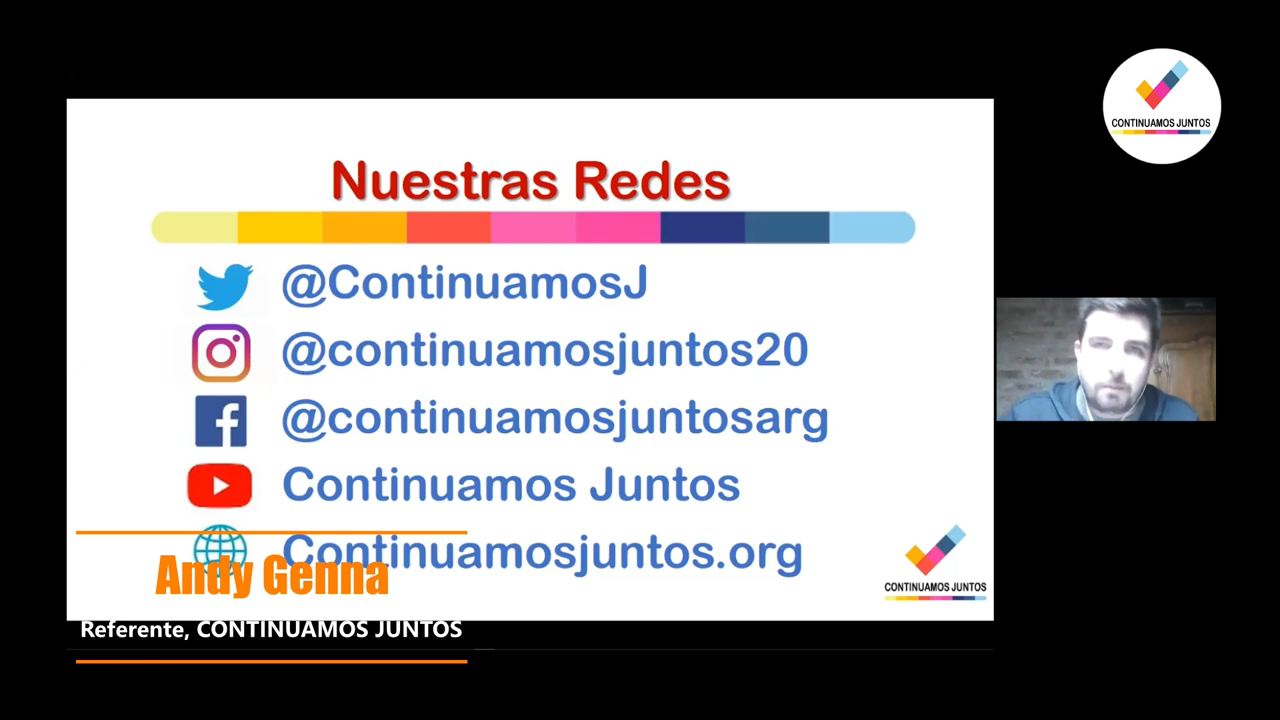 CONTINUAMOS JUNTOS
Nuestras Redes
@ContinuamosJ
@continuamosjuntos20
@continuamosjuntosarg
Continuamos Juntos
Continuamosjuntos.org
CONTINUAMOS JUNTOS
Andy Genna
Referente, CONTINUAMOS JUNTOS